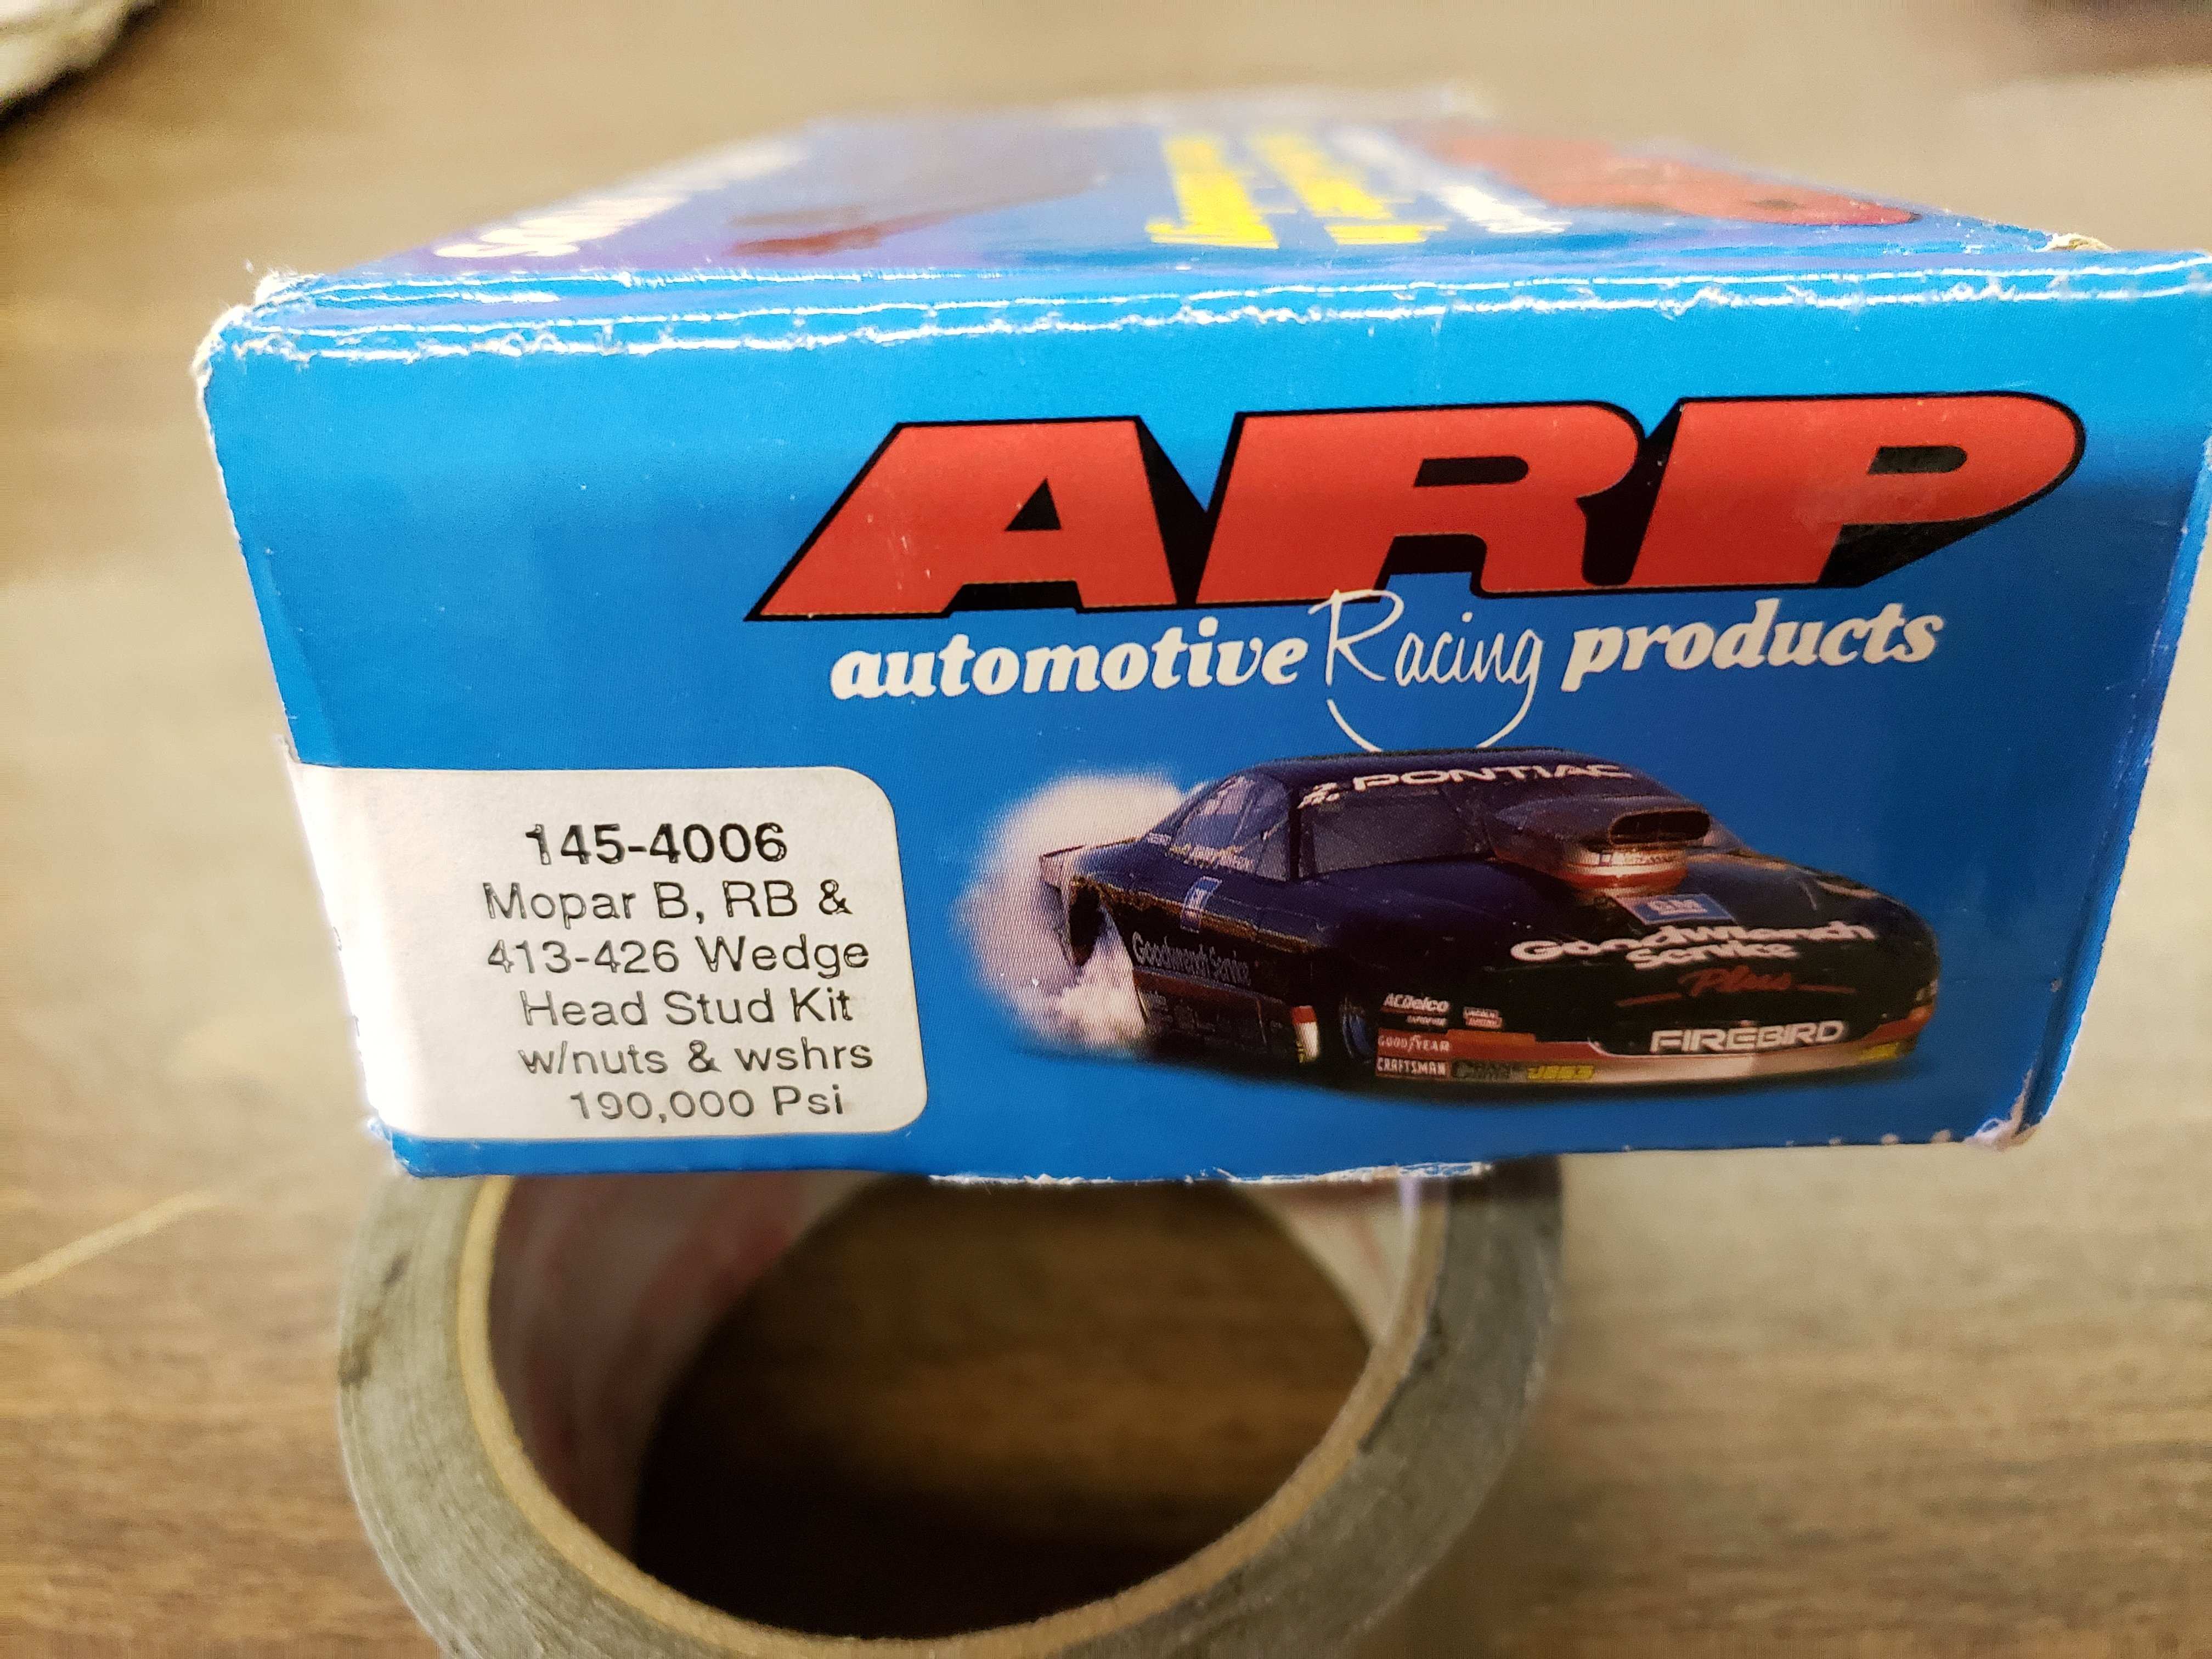 ARP
automotive Racing products
145-4006
Mopar B, RB &
413-426 Wedge
Head Stud Kit
w/nuts & wshrs
190,000 Psi
PONTIAC
GM
Goodwrench
Service
Plus
Goodwrench Service
ACDelco
GOODYEAR
CRAFTSMAN
FIREBIRD